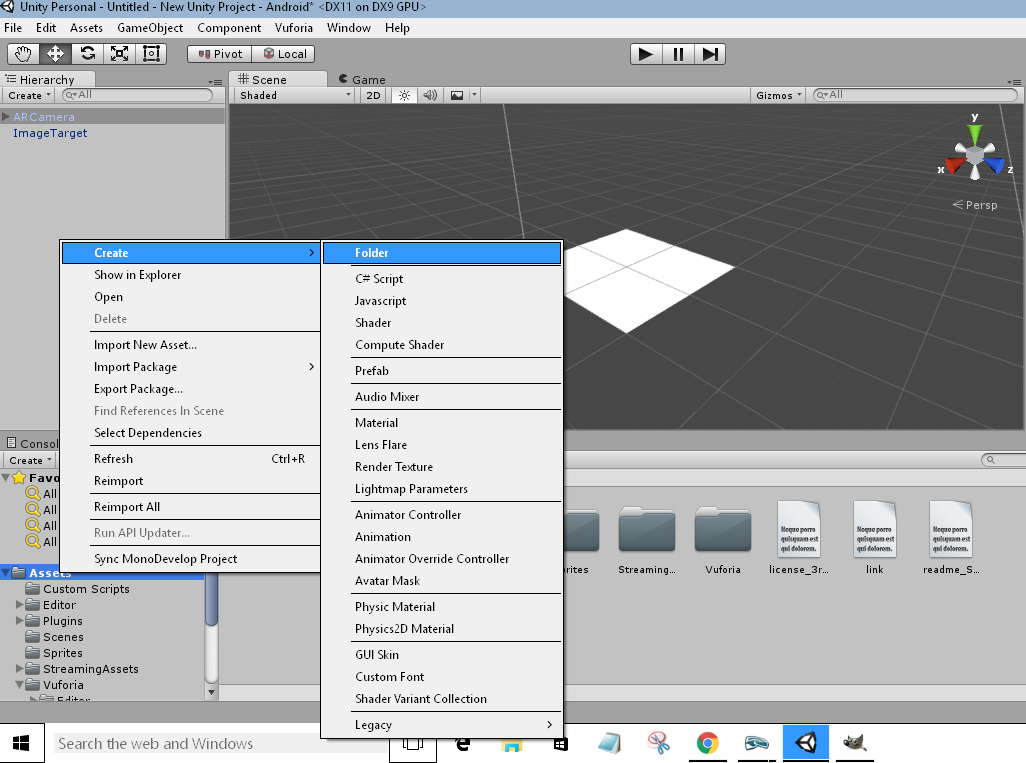 Unity Personal - Untitled - New Unity Project - Android* <DX11 on DX9 GPU>
File Edit Assets GameObject Component Vuforia Window Help
Pivot Local
Hierarchy
Create All
ARCamera
ImageTarget
Scene Game
Shaded 2D Gizmos All
y
x z
Persp
Create
Show in Explorer
Open
Delete
Import New Asset...
Import Package
Export Package...
Find References In Scene
Select Dependencies
Refresh Ctrl+R
Reimport
Reimport All
Run API Updater...
Sync MonoDevelop Project
Folder
C# Script
Javascript
Shader
Compute Shader
Prefab
Audio Mixer
Material
Lens Flare
Render Texture
Lightmap Parameters
Animator Controller
Animation
Animator Override Controller
Avatar Mask
Physic Material
Physics2D Material
GUI Skin
Custom Font
Shader Variant Collection
Legacy
Consol
Create
Favo
All
All
All
All
Assets
Custom Scripts
Editor
Plugins
Scenes
Sprites
StreamingAssets
Vuforia
Editor
Neque porro
quisquam est
qui dolorem.
Neque porro
quisquam est
qui dolorem.
Neque porro
quisquam est
qui dolorem.
rites Streaming... Vuforia license_3r... link readme_S...
Search the web and Windows